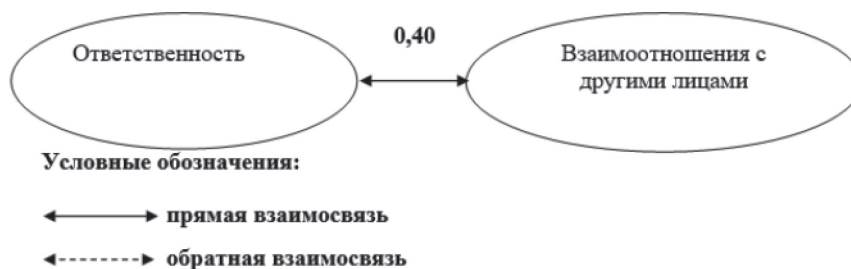 0,40
Ответственность
Взаимоотношения с
другими лицами
Условные обозначения:
прямая взаимосвязь
обратная взаимосвязь